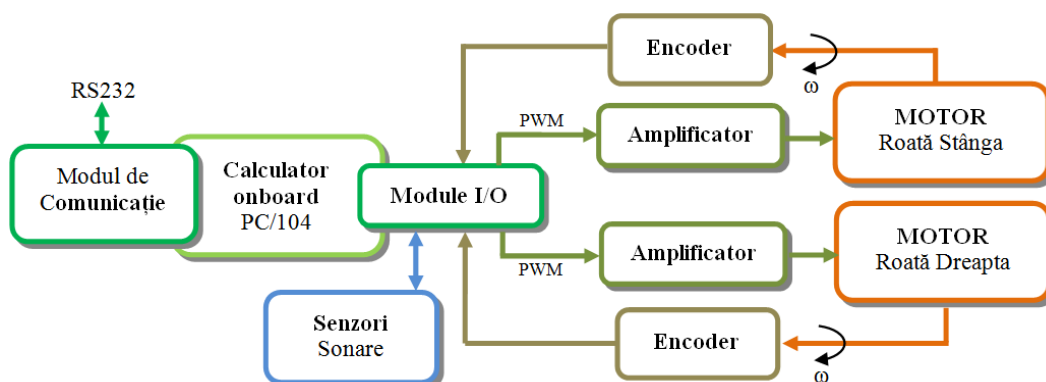 Encoder
ω
RS232
MOTOR
Roată Stânga
PWM
Amplificator
Modul de
Comunicație
Calculator
onboard
PC/104
Module I/O
PWM
Amplificator
MOTOR
Roată Dreapta
Senzori
Sonare
Encoder
ω